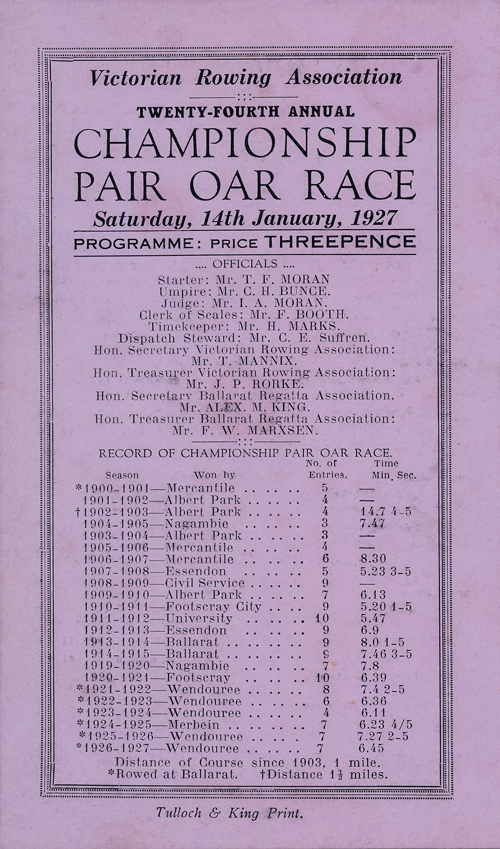 Victorian Rowing Association
TWENTY-FOURTH ANNUAL
CHAMPIONSHIP
PAIR OAR RACE
Saturday, 14th January, 1927
PROGRAMME: PRICE THREEPENCE
.... OFFICIALS ....
Starter: Mr. T. F. MORAN
Umpire: Mr. C. H. BUNCE.
Judge: Mr. I. A. MORAN.
Clerk of Scales: Mr. F. BOOTH.
Timekeeper: Mr. H. MARKS.
Dispatch Steward: Mr. C. E. Suffren.
Hon. Secretary Victorian Rowing Association:
Mr. T. MANNIX.
Hon. Treasurer Victorian Rowing Association:
Mr. J. P. RORKE.
Hon. Secretary Ballarat Regatta Association.
Mr. ALEX. M. KING.
Hon. Treasurer Ballarat Regatta Association:
Mr. F. W. MARXSEN.
RECORD OF CHAMPIONSHIP PAIR OAR RACE.
No. of Time
Season Won by Entries. Min. Sec.
*1900-1901—Mercantile .. .. .. 5 —
1901-1902—Albert Park .. .. .. 4 —
†1902-1903—Albert Park .. .. .. 4 14.7 4-5
1904-1905—Nagambie .. .. .. 3 7.47
1903-1904—Albert Park .. .. .. 3 —
1905-1906—Mercantile .. .. .. 4 —
1906-1907—Mercantile .. .. .. 6 8.30
1907-1908—Essendon .. .. .. 5 5.23 3-5
1908-1909—Civil Service .. .. .. 9 —
1909-1910—Albert Park .. .. .. 7 6.13
1910-1911—Footscray City .. .. 9 5.20 1-5
1911-1912—University .. .. .. 10 5.47
1912-1913—Essendon .. .. .. 9 6.9
1913-1914—Ballarat .. .. .. 9 8.0 1-5
1914-1915—Ballarat .. .. .. 9 7.46 3-5
1919-1920—Nagambie .. .. .. 7 7.8
1920-1921—Footscray .. .. .. 10 6.39
*1921-1922—Wendouree .. .. .. 8 7.4 2-5
*1922-1923—Wendouree .. .. .. 6 6.36
*1923-1924—Wendouree .. .. .. 4 6.11
*1924-1925—Merbein .. .. .. 7 6.23 4/5
*1925-1926—Wendouree .. .. .. 7 7.27 2-5
*1926-1927—Wendouree .. .. .. 7 6.45
Distance of Course since 1903, 1 mile.
*Rowed at Ballarat. †Distance 1½ miles.
Tulloch & King Print.